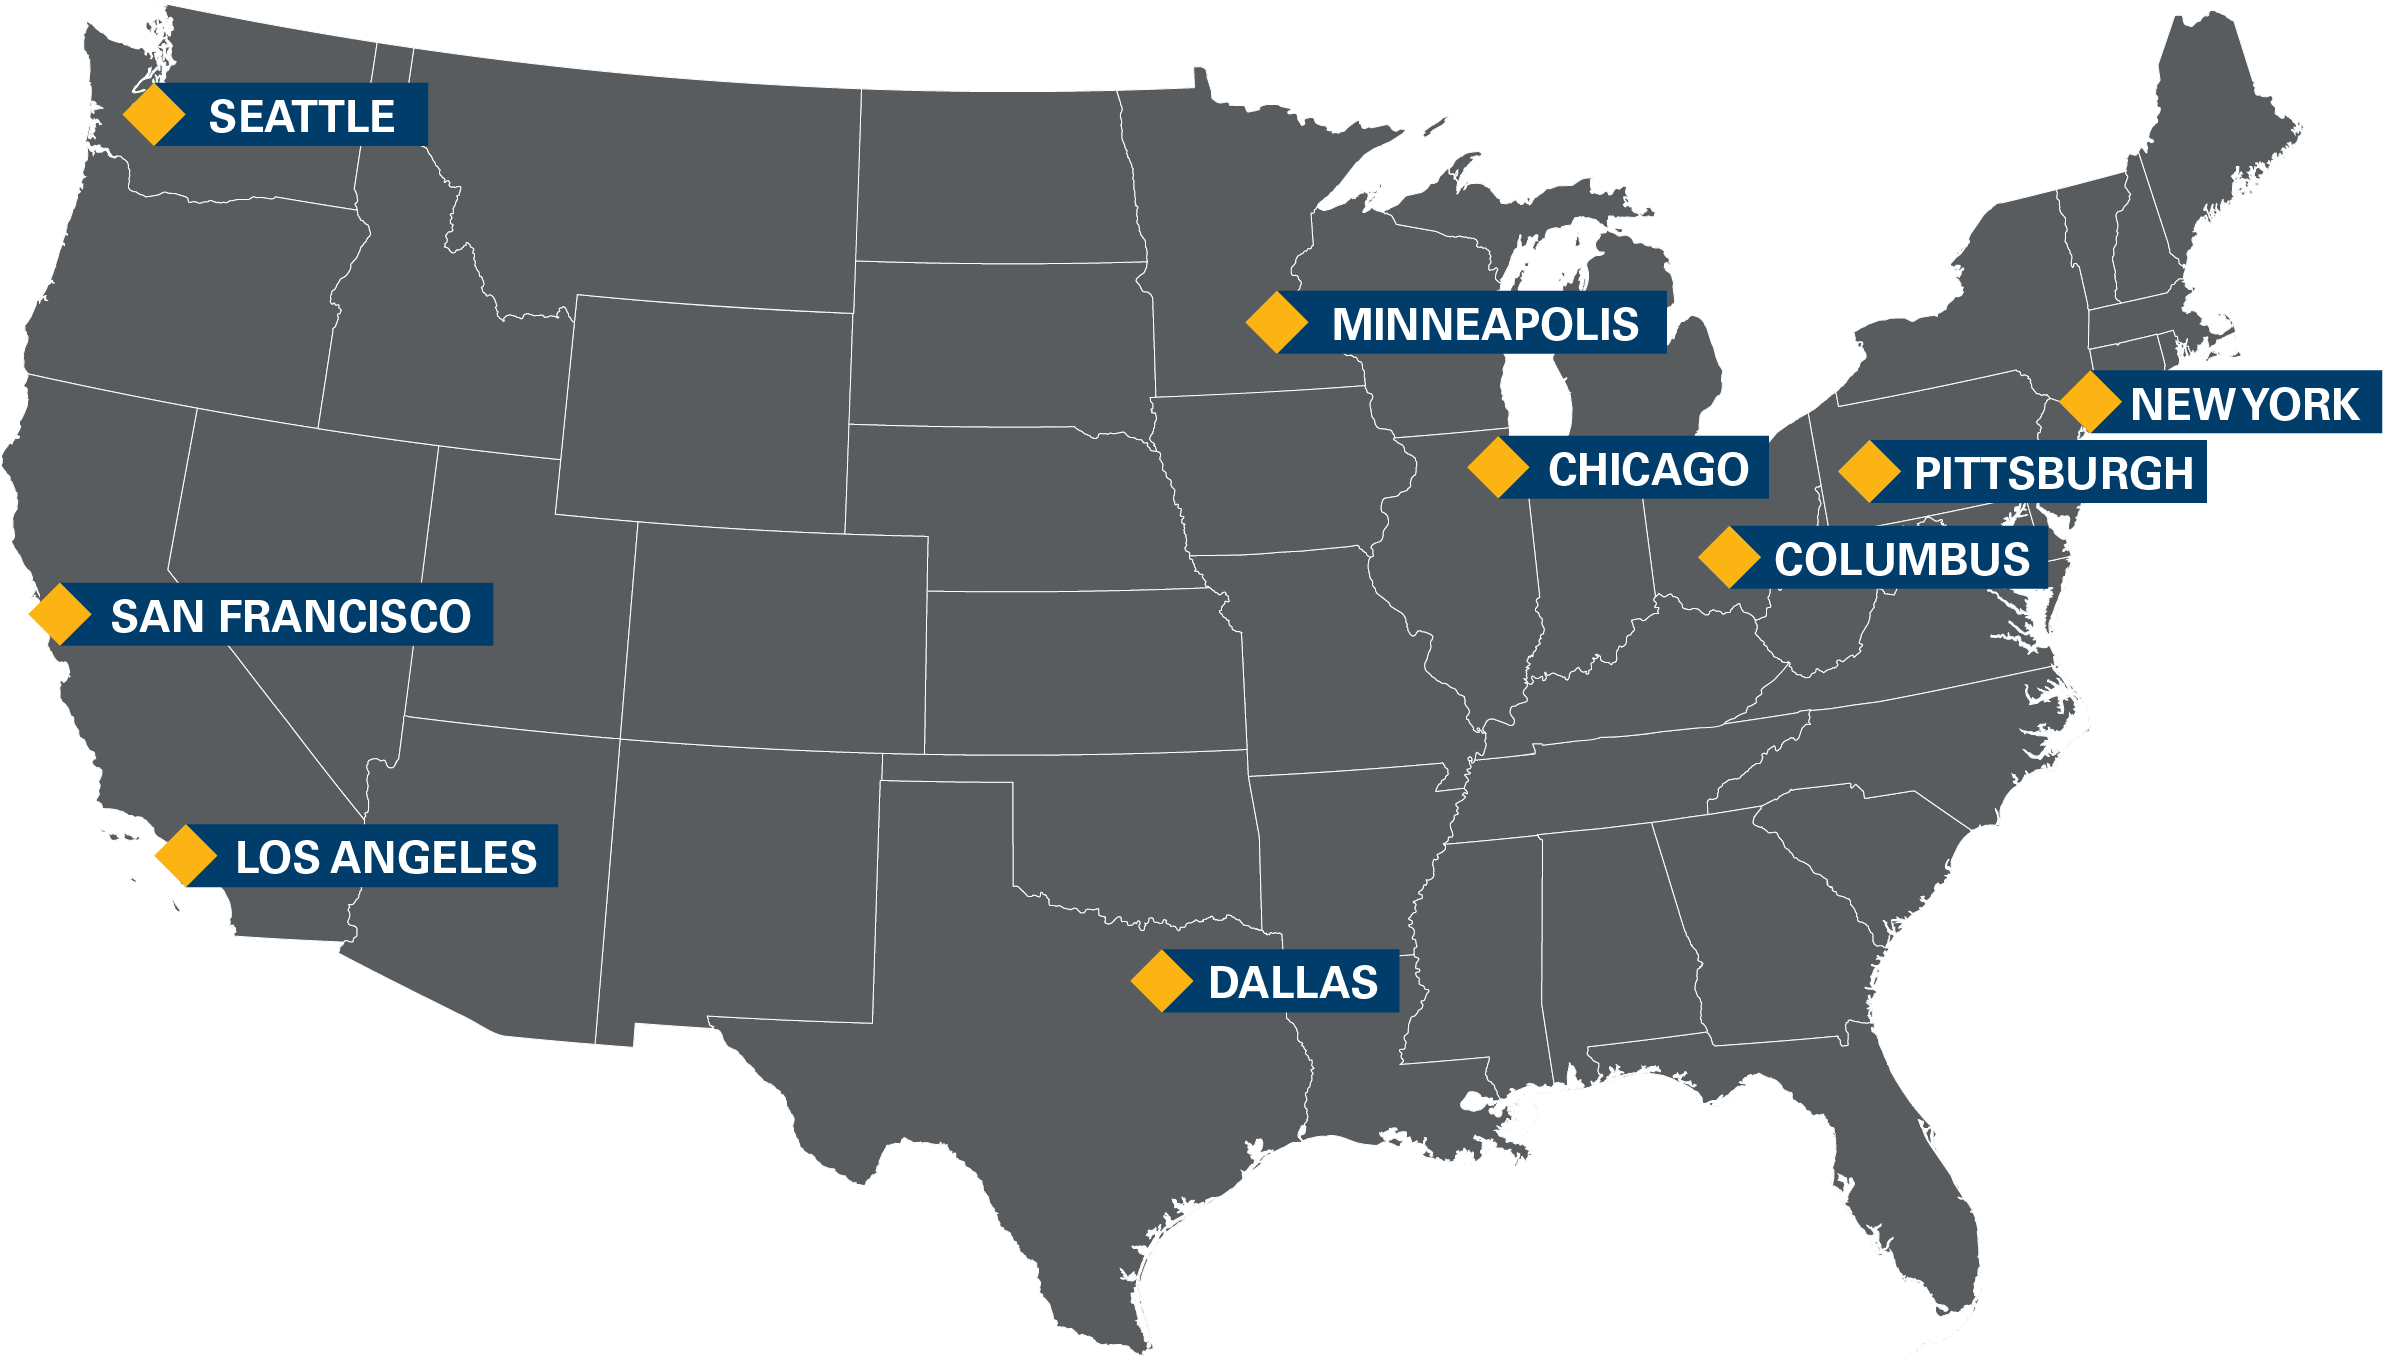 SEATTLE
MINNEAPOLIS
NEW YORK
CHICAGO
PITTSBURGH
COLUMBUS
SAN FRANCISCO
LOS ANGELES
DALLAS